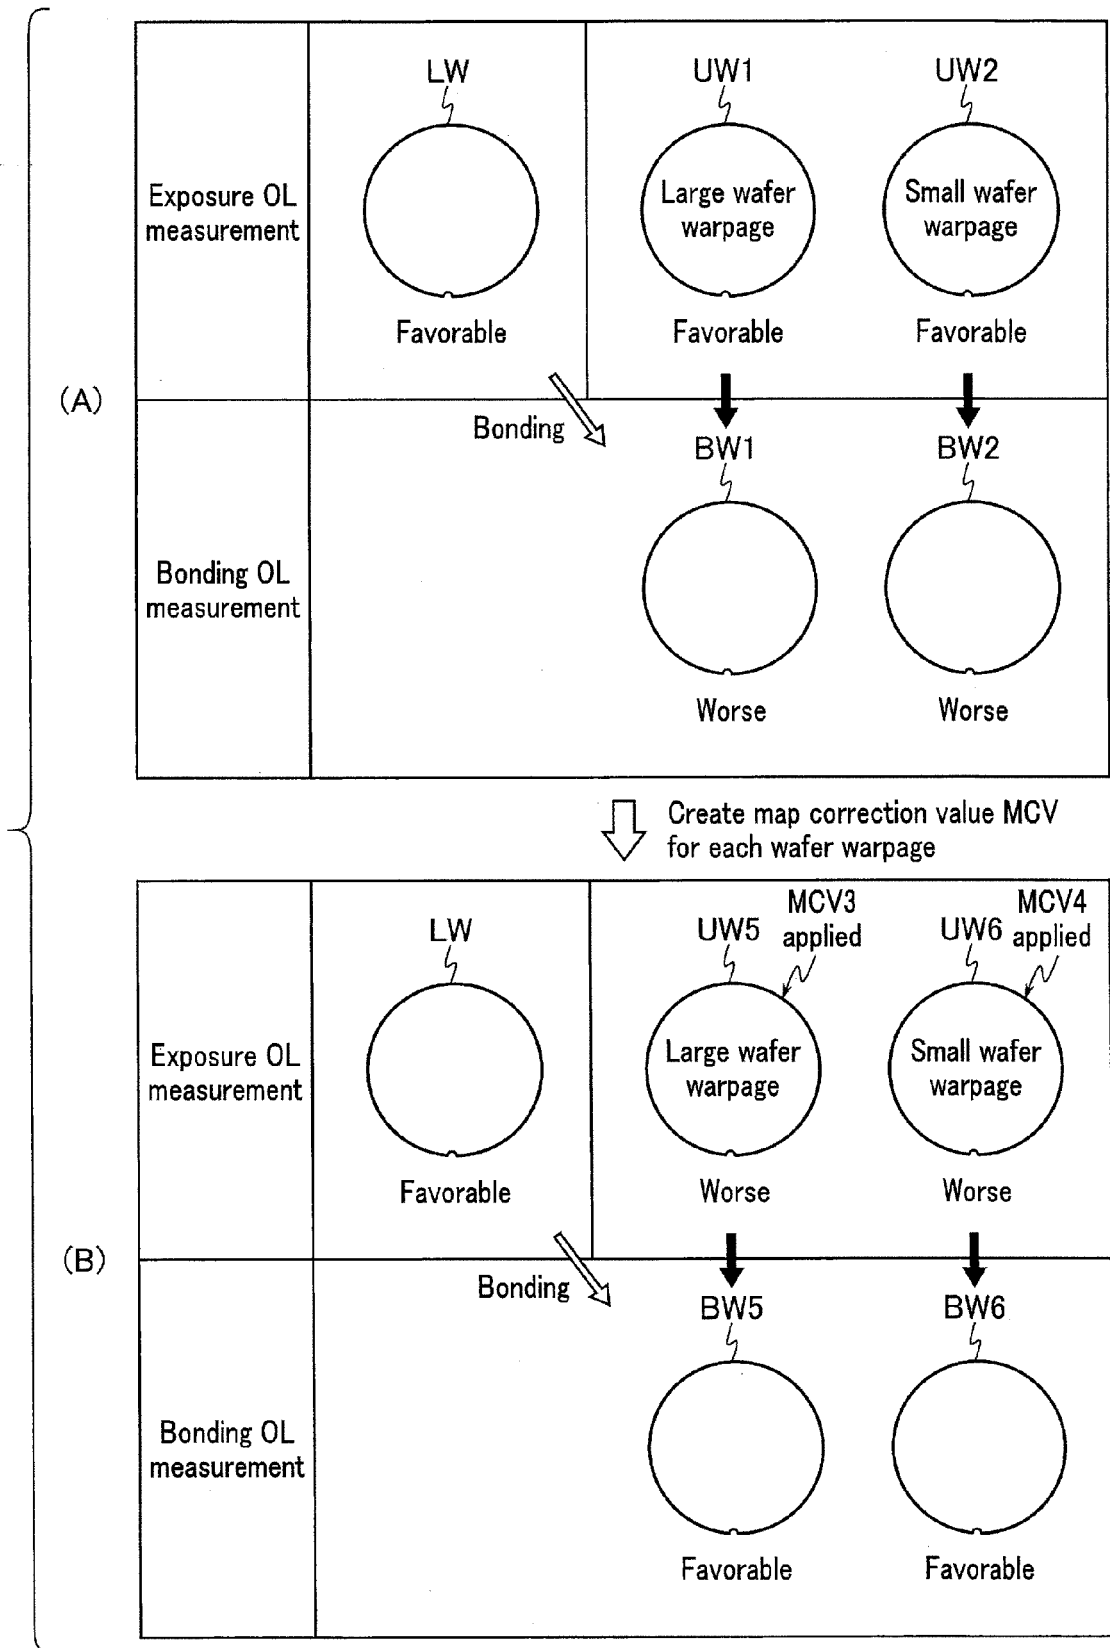 (A)
LW
UW1
UW2
Exposure OL
measurement
Large wafer
warpage
Small wafer
warpage
Favorable
Favorable
Favorable
Bonding
BW1
BW2
Bonding OL
measurement
Worse
Worse
Create map correction value MCV
for each wafer warpage
(B)
LW
UW5
MCV3
applied
UW6
MCV4
applied
Exposure OL
measurement
Large wafer
warpage
Small wafer
warpage
Favorable
Worse
Worse
Bonding
BW5
BW6
Bonding OL
measurement
Favorable
Favorable